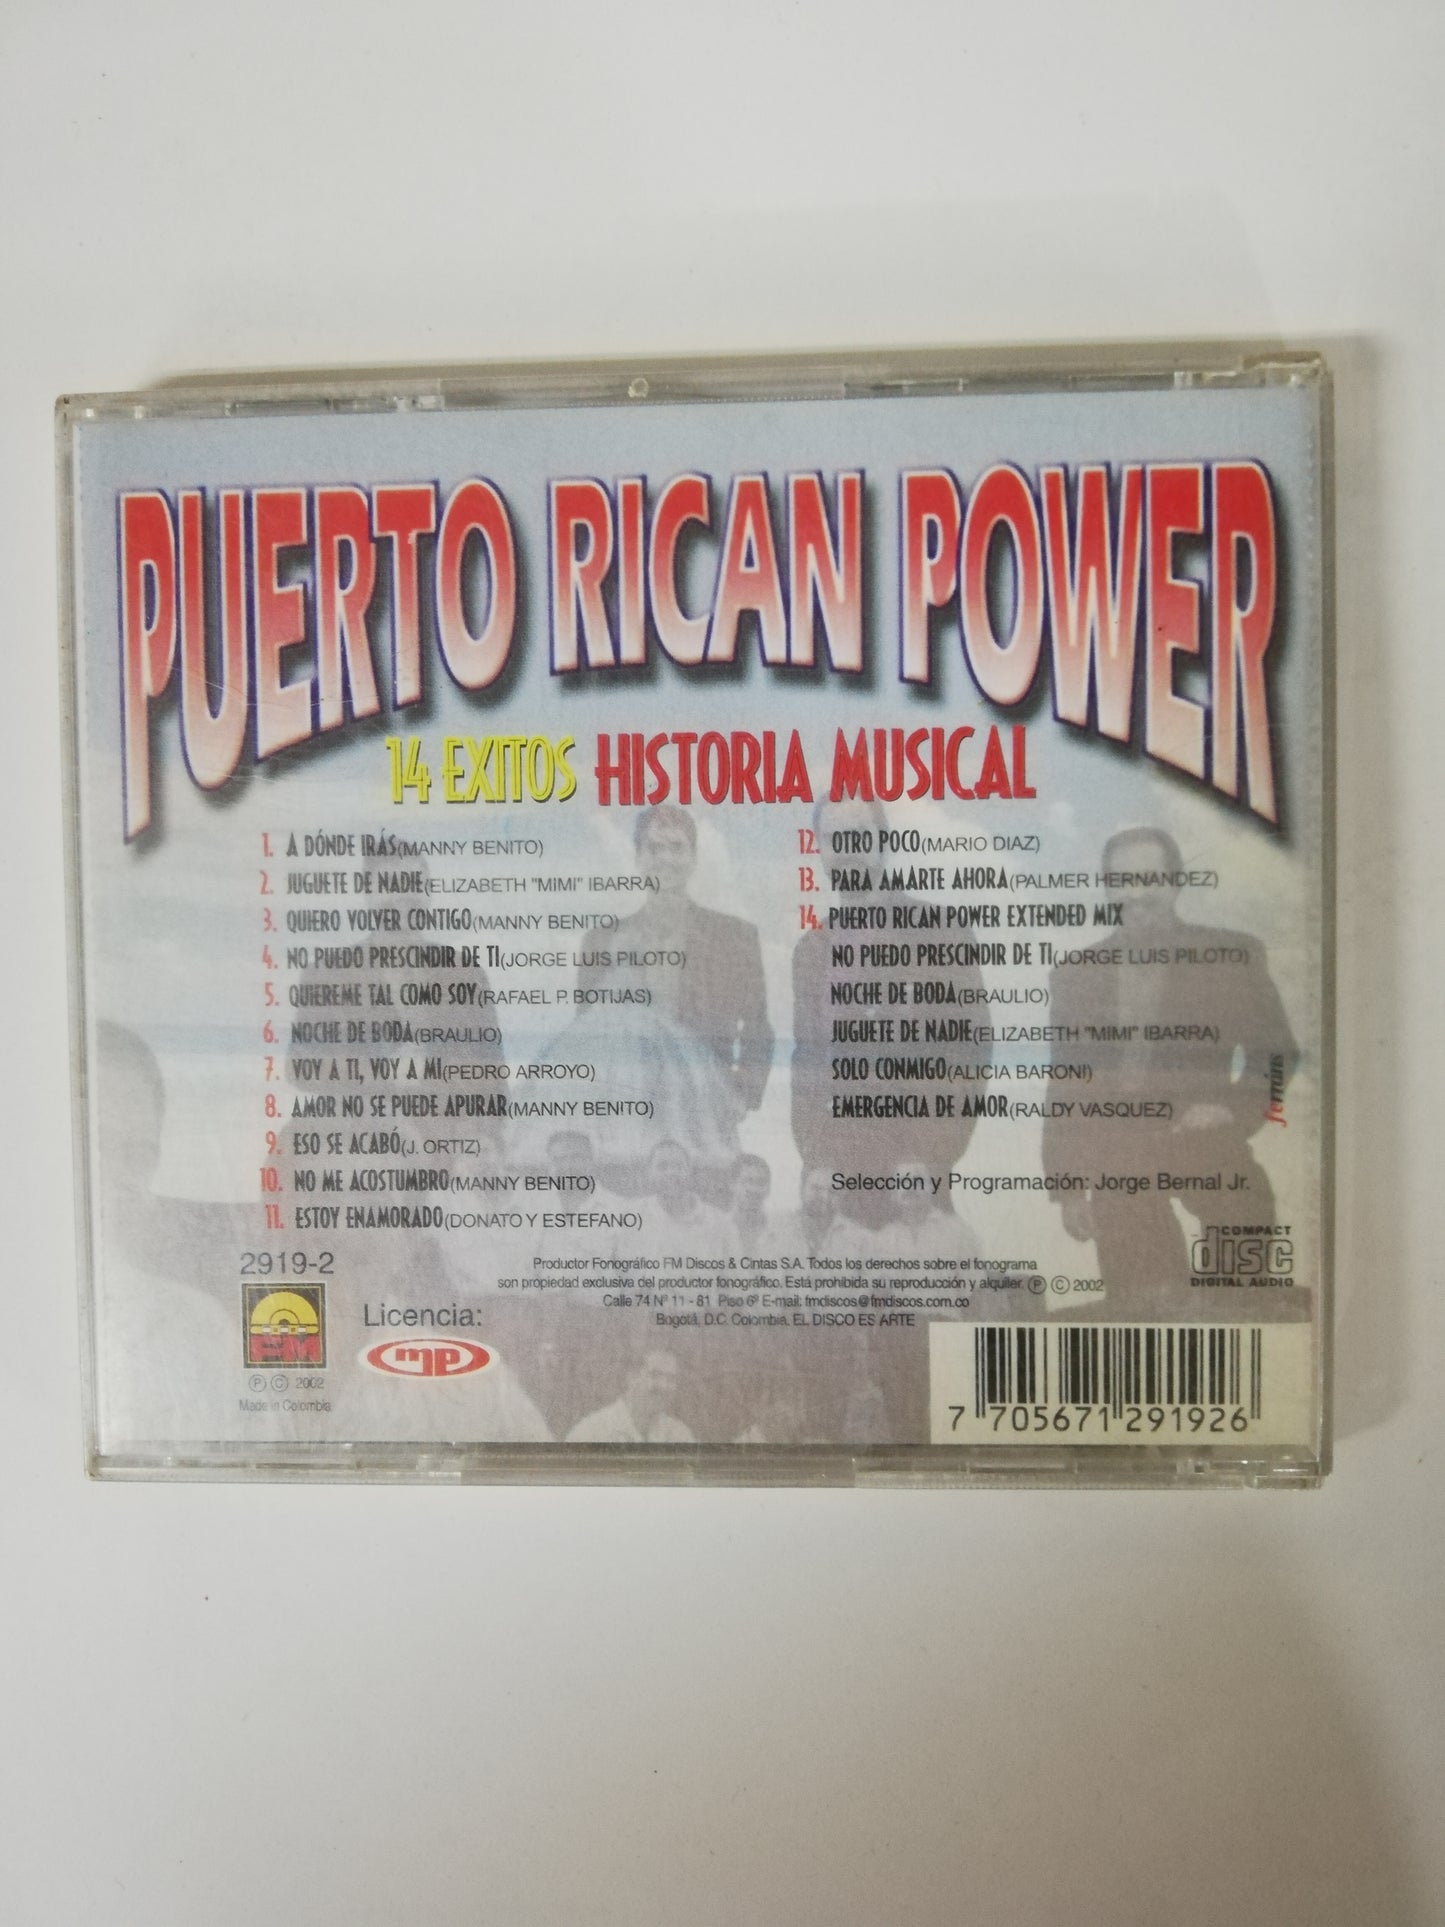 PUERTO RICAN POWER
14 EXITOS HISTORIA MUSICAL
1. A DÓNDE IRÁS(MANNY BENITO)
2. JUGUETE DE NADIE(ELIZABETH "MIMI" IBARRA)
3. QUIERO VOLVER CONTIGO(MANNY BENITO)
4. NO PUEDO PRESCINDIR DE TI(JORGE LUIS PILOTO)
5. QUIEREME TAL COMO SOY(RAFAEL P. BOTIJAS)
6. NOCHE DE BODA(BRAULIO)
7. VOY A TI, VOY A MI(PEDRO ARROYO)
8. AMOR NO SE PUEDE APURAR(MANNY BENITO)
9. ESO SE ACABÓ(J. ORTIZ)
10. NO ME ACOSTUMBRO(MANNY BENITO)
11. ESTOY ENAMORADO(DONATO Y ESTEFANO)
12. OTRO POCO(MARIO DIAZ)
13. PARA AMARTE AHORA(PALMER HERNANDEZ)
14. PUERTO RICAN POWER EXTENDED MIX
NO PUEDO PRESCINDIR DE TI(JORGE LUIS PILOTO)
NOCHE DE BODA(BRAULIO)
JUGUETE DE NADIE(ELIZABETH "MIMI" IBARRA)
SOLO CONMIGO(ALICIA BARONI)
EMERGENCIA DE AMOR(RALDY VASQUEZ)
Selección y Programación: Jorge Bernal Jr.
2919-2
FM
℗ © 2002
Made in Colombia
Licencia:
mp
Productor Fonográfico FM Discos & Cintas S.A. Todos los derechos sobre el fonograma
son propiedad exclusiva del productor fonográfico. Está prohibida su reproducción y alquiler. ℗ © 2002
Calle 74 Nº 11 - 81 Piso 6º E-mail: fmdiscos@fmdiscos.com.co
Bogotá, D.C. Colombia. EL DISCO ES ARTE
COMPACT
disc
DIGITAL AUDIO
7 705671 291926